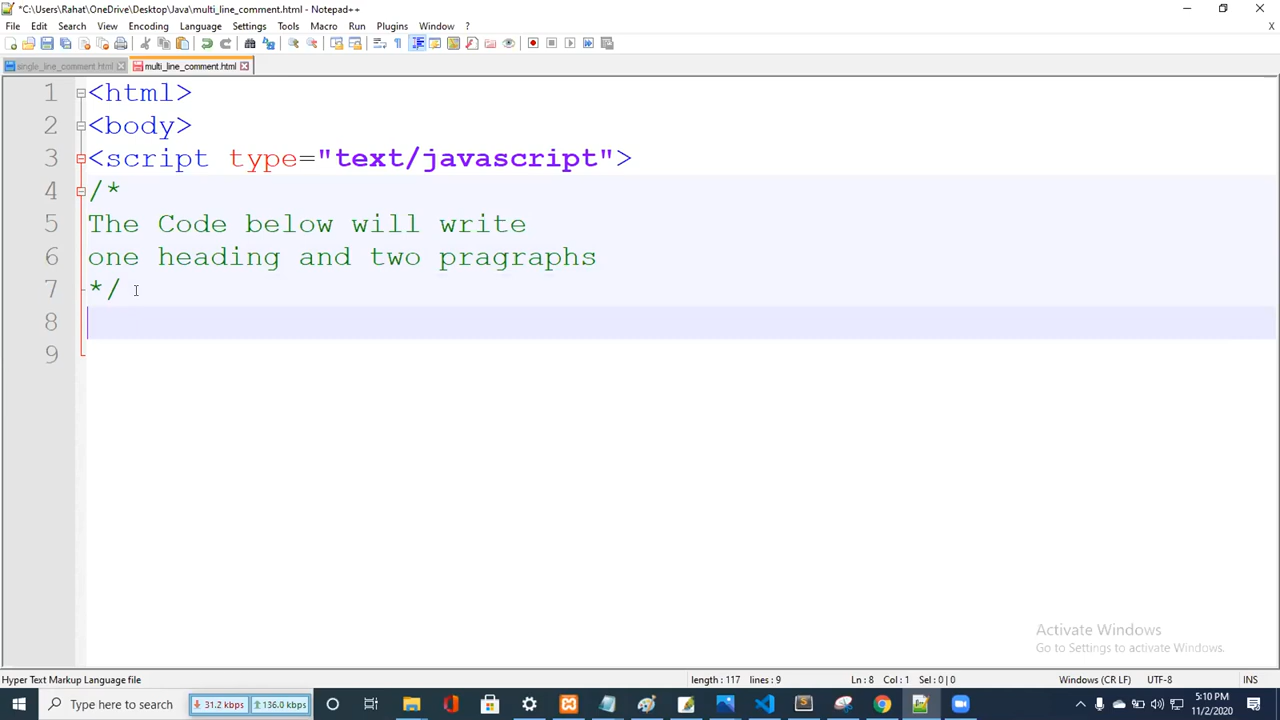 *C:\Users\Rahat\OneDrive\Desktop\Java\multi_line_comment.html - Notepad++
File Edit Search View Encoding Language Settings Tools Macro Run Plugins Window ?
X
single_line_comment.html multi_line_comment.html
1 <html>
2 <body>
3 <script type="text/javascript">
4 /*
5 The Code below will write
6 one heading and two pragraphs
7 */
8
9
Activate Windows
Go to Settings to activate Windows.
Hyper Text Markup Language file length : 117 lines : 9 Ln : 8 Col : 1 Sel : 0 | 0 Windows (CR LF) UTF-8 INS
Type here to search 31.2 kbps 136.0 kbps 5:10 PM
11/2/2020